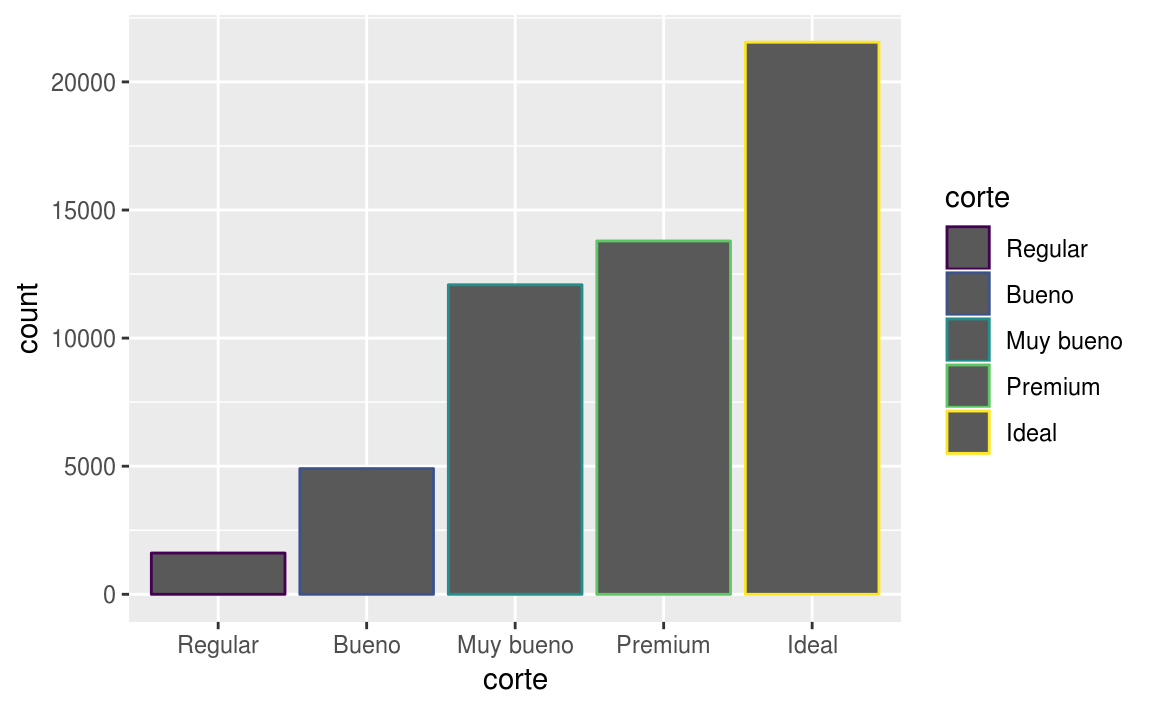 20000
15000
10000
5000
0
count
Regular
Bueno
Muy bueno
Premium
Ideal
corte
corte
Regular
Bueno
Muy bueno
Premium
Ideal